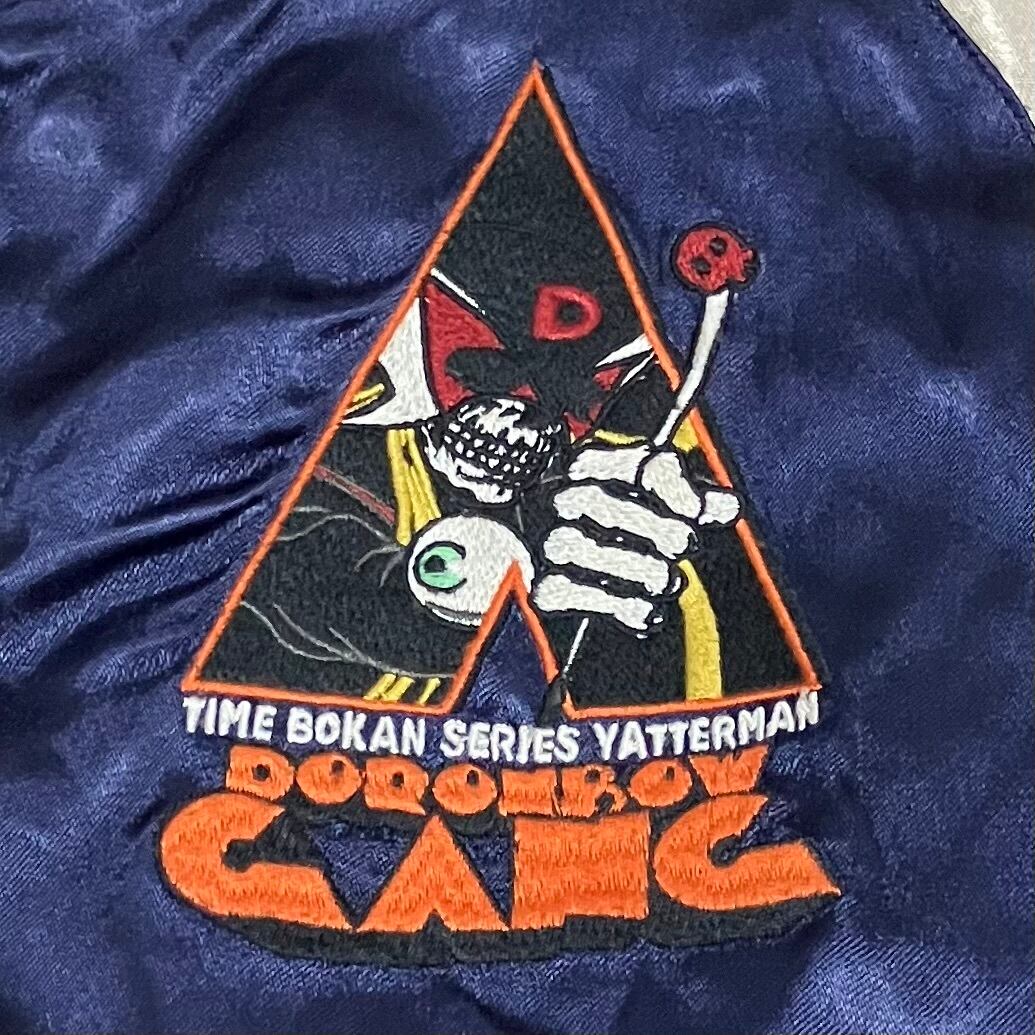 D
TIME BOKAN SERIES YATTERMAN
DORONBOW
GANG